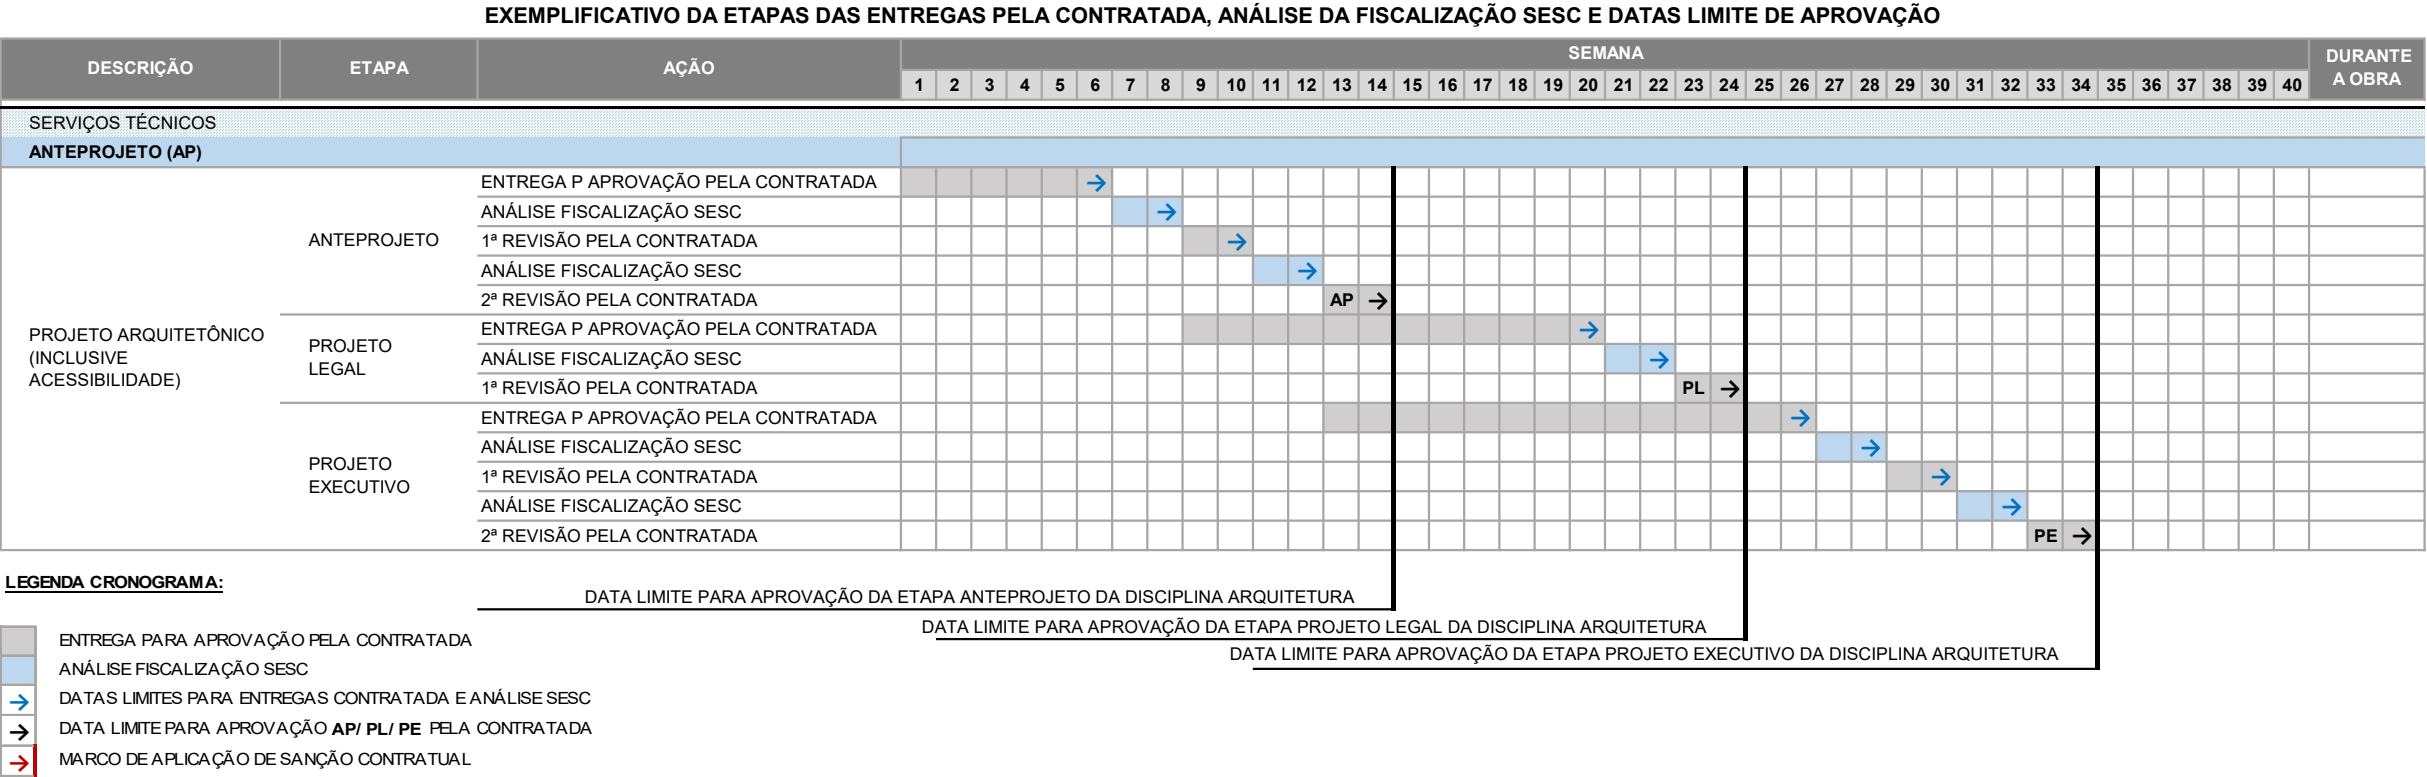 EXEMPLIFICATIVO DA ETAPAS DAS ENTREGAS PELA CONTRATADA, ANÁLISE DA FISCALIZAÇÃO SESC E DATAS LIMITE DE APROVAÇÃO
DESCRIÇÃO ETAPA AÇÃO SEMANA DURANTE A OBRA
1 2 3 4 5 6 7 8 9 10 11 12 13 14 15 16 17 18 19 20 21 22 23 24 25 26 27 28 29 30 31 32 33 34 35 36 37 38 39 40
SERVIÇOS TÉCNICOS
ANTEPROJETO (AP)
PROJETO ARQUITETÔNICO
(INCLUSIVE
ACESSIBILIDADE)
ANTEPROJETO
ENTREGA P APROVAÇÃO PELA CONTRATADA →
ANÁLISE FISCALIZAÇÃO SESC →
1ª REVISÃO PELA CONTRATADA →
ANÁLISE FISCALIZAÇÃO SESC →
2ª REVISÃO PELA CONTRATADA AP →
PROJETO
LEGAL
ENTREGA P APROVAÇÃO PELA CONTRATADA →
ANÁLISE FISCALIZAÇÃO SESC →
1ª REVISÃO PELA CONTRATADA PL →
PROJETO
EXECUTIVO
ENTREGA P APROVAÇÃO PELA CONTRATADA →
ANÁLISE FISCALIZAÇÃO SESC →
1ª REVISÃO PELA CONTRATADA →
ANÁLISE FISCALIZAÇÃO SESC →
2ª REVISÃO PELA CONTRATADA PE →
DATA LIMITE PARA APROVAÇÃO DA ETAPA ANTEPROJETO DA DISCIPLINA ARQUITETURA
DATA LIMITE PARA APROVAÇÃO DA ETAPA PROJETO LEGAL DA DISCIPLINA ARQUITETURA
DATA LIMITE PARA APROVAÇÃO DA ETAPA PROJETO EXECUTIVO DA DISCIPLINA ARQUITETURA
LEGENDA CRONOGRAMA:
ENTREGA PARA APROVAÇÃO PELA CONTRATADA
ANÁLISE FISCALIZAÇÃO SESC
→ DATAS LIMITES PARA ENTREGAS CONTRATADA E ANÁLISE SESC
→ DATA LIMITE PARA APROVAÇÃO AP/ PL/ PE PELA CONTRATADA
→ MARCO DE APLICAÇÃO DE SANÇÃO CONTRATUAL